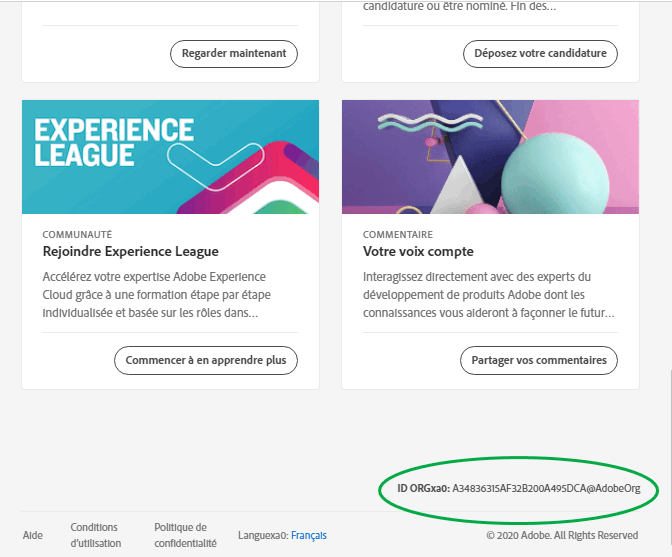 candidature ou être nominé. Fin des...
Regarder maintenant
Déposez votre candidature
EXPERIENCE
LEAGUE
COMMUNAUTÉ
Rejoindre Experience League
Accélérez votre expertise Adobe Experience
Cloud grâce à une formation étape par étape
individualisée et basée sur les rôles dans...
Commencer à en apprendre plus
COMMENTAIRE
Votre voix compte
Interagissez directement avec des experts du
développement de produits Adobe dont les
connaissances vous aideront à façonner le futur...
Partager vos commentaires
ID ORGxa0: A34836315AF32B200A495DCA@AdobeOrg
Aide
Conditions
d'utilisation
Politique de
confidentialité
Languexa0: Français
© 2020 Adobe. All Rights Reserved